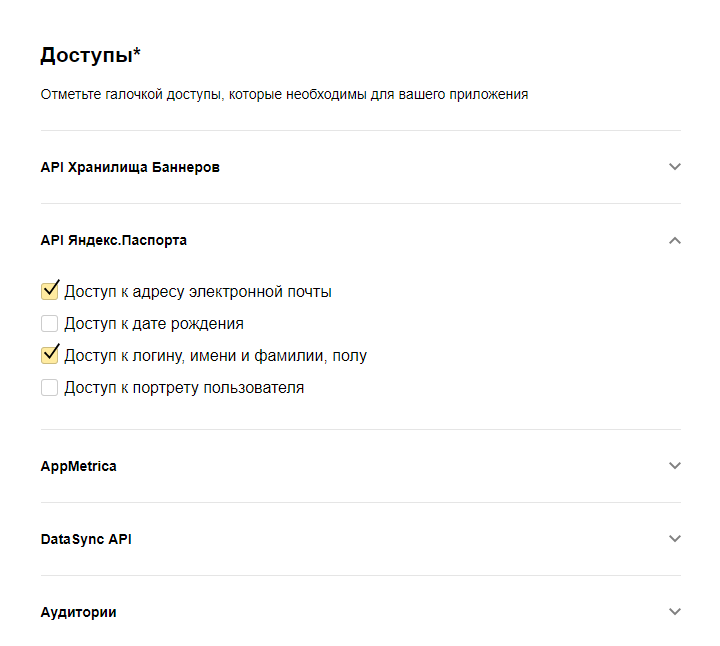 Доступы*
Отметьте галочкой доступы, которые необходимы для вашего приложения
API Хранилища Баннеров
API Яндекс.Паспорта
Доступ к адресу электронной почты
Доступ к дате рождения
Доступ к логину, имени и фамилии, полу
Доступ к портрету пользователя
AppMetrica
DataSync API
Аудитории